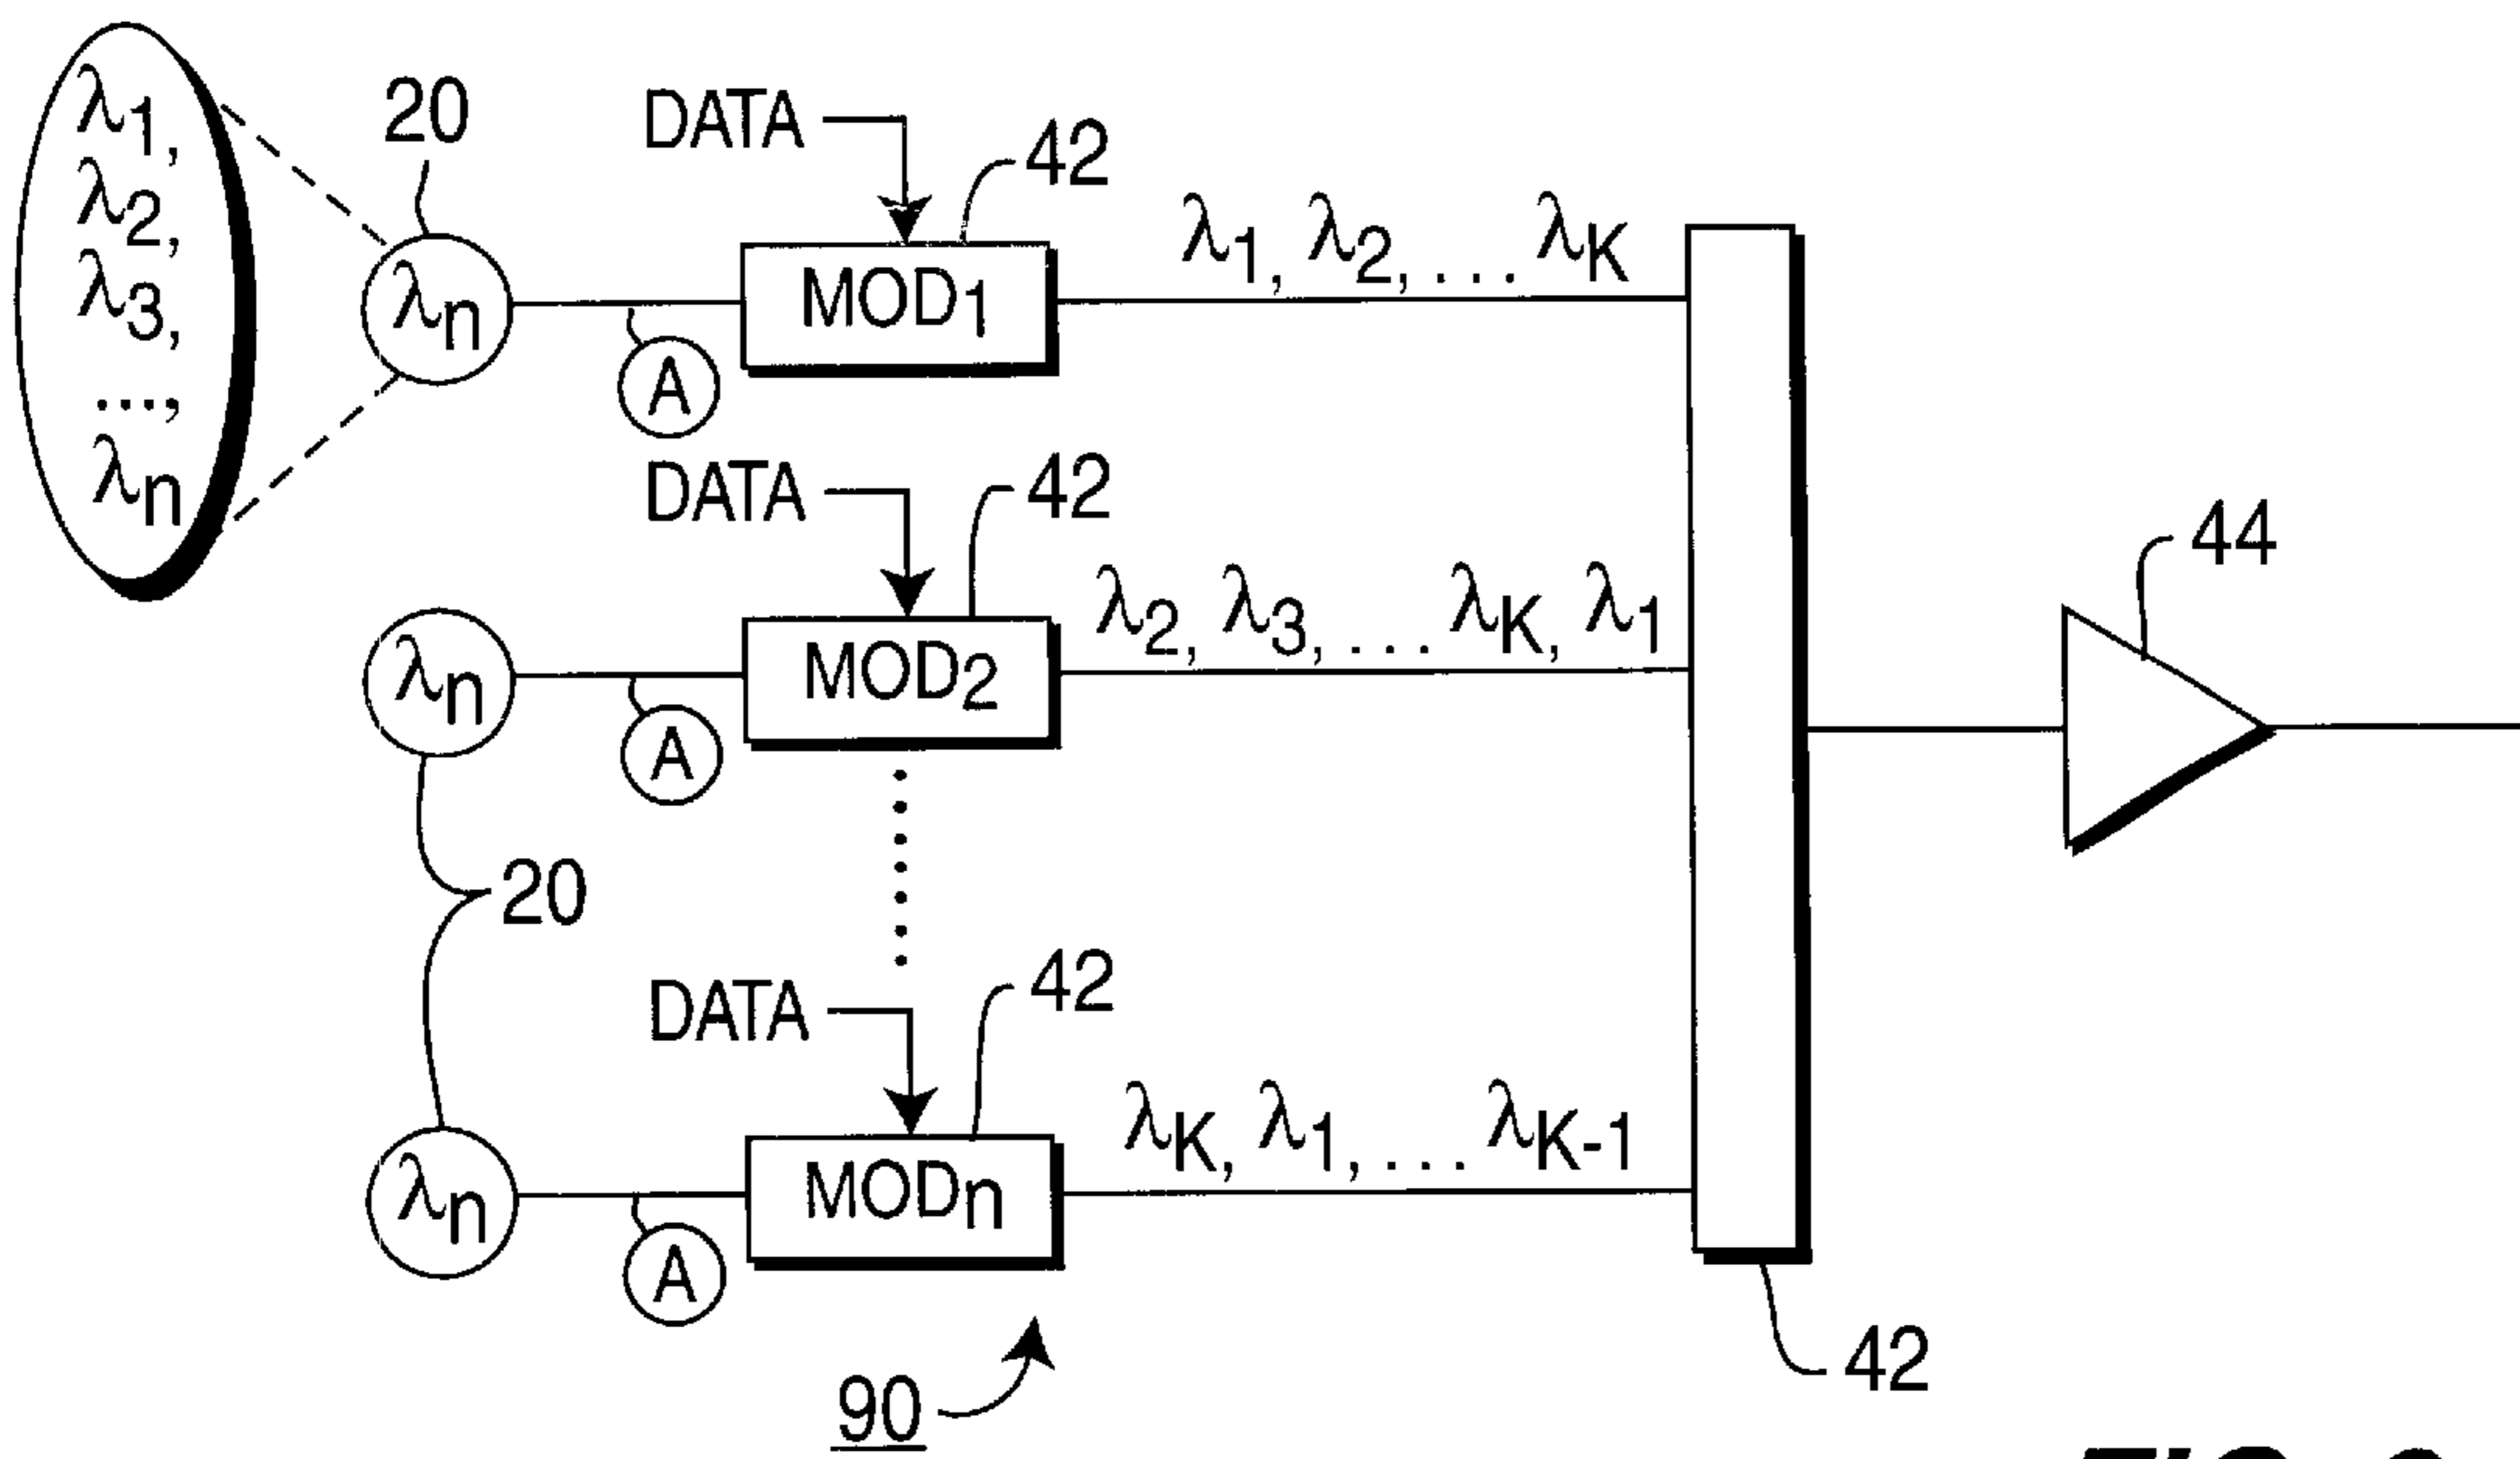 λ1,
λ2,
λ3,
...,
λn
20
λn
DATA
A
MOD1
42
λ1, λ2, ... λK
λn
DATA
A
MOD2
42
λ2, λ3, ... λK, λ1
44
20
λn
DATA
A
MODn
42
λK, λ1, ... λK-1
42
90